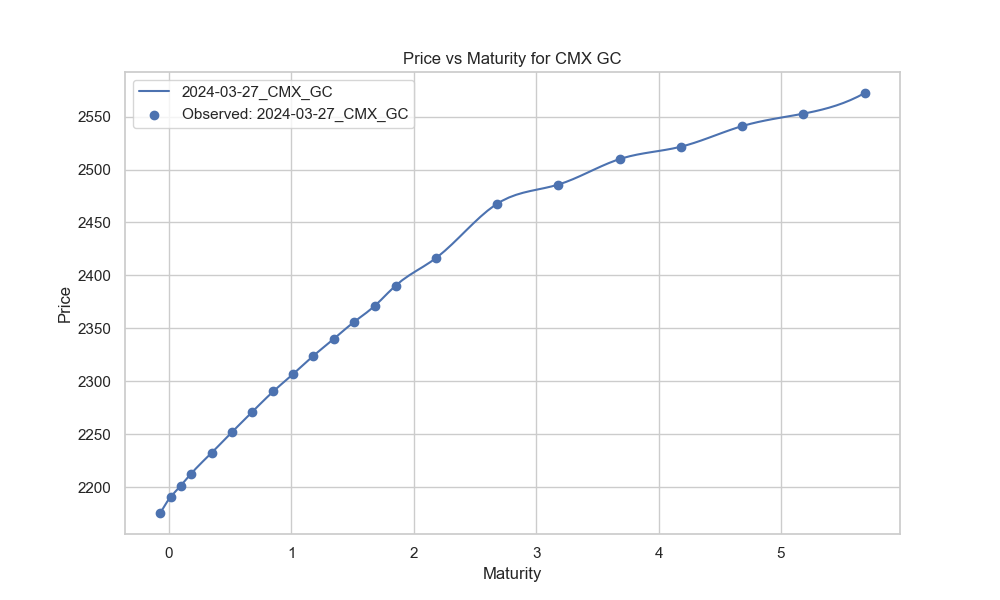 Price vs Maturity for CMX GC
2024-03-27_CMX_GC
Observed: 2024-03-27_CMX_GC
Price
2550
2500
2450
2400
2350
2300
2250
2200
0 1 2 3 4 5
Maturity